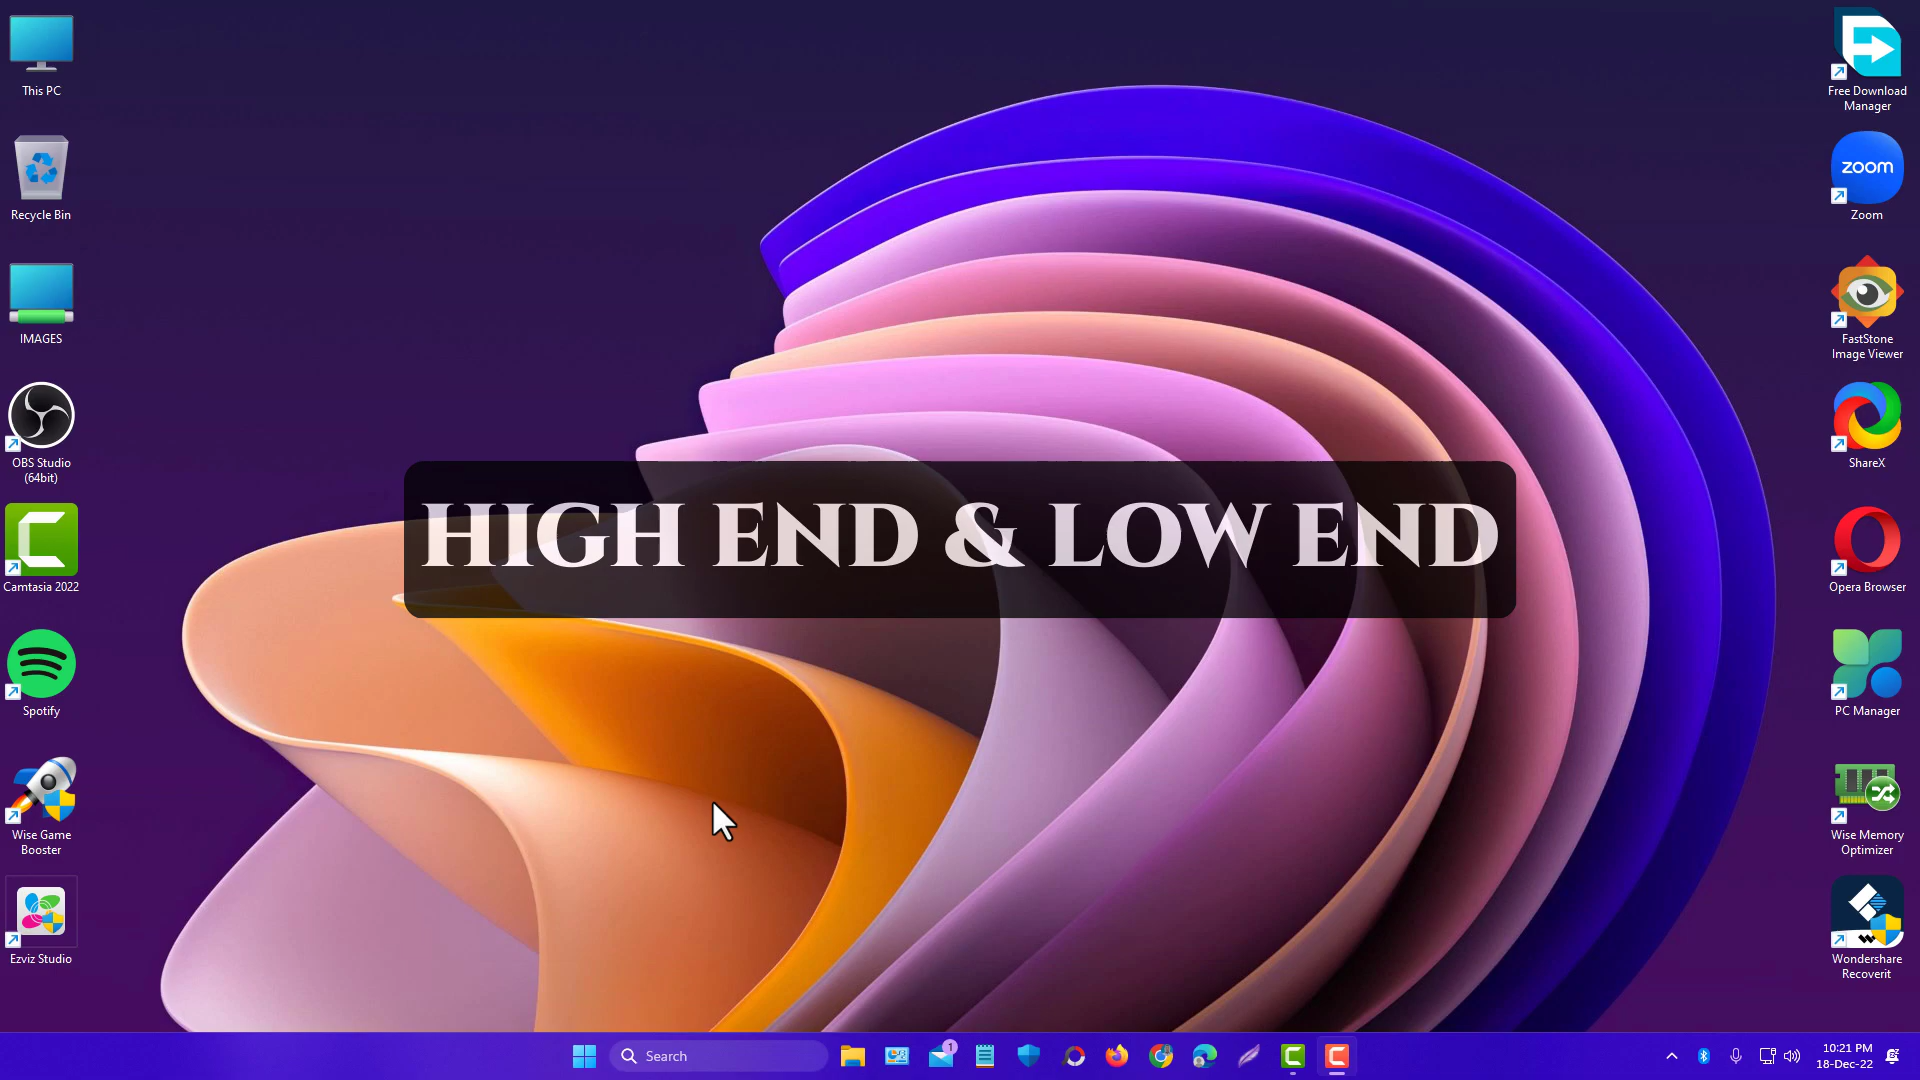 This PC
Recycle Bin
IMAGES
OBS Studio
(64bit)
Camtasia 2022
Spotify
Wise Game
Booster
Ezviz Studio
HIGH END & LOW END
Free Download
Manager
zoom
Zoom
FastStone
Image Viewer
ShareX
Opera Browser
PC Manager
Wise Memory
Optimizer
Wondershare
Recoverit
Search
1
10:21 PM
18-Dec-22